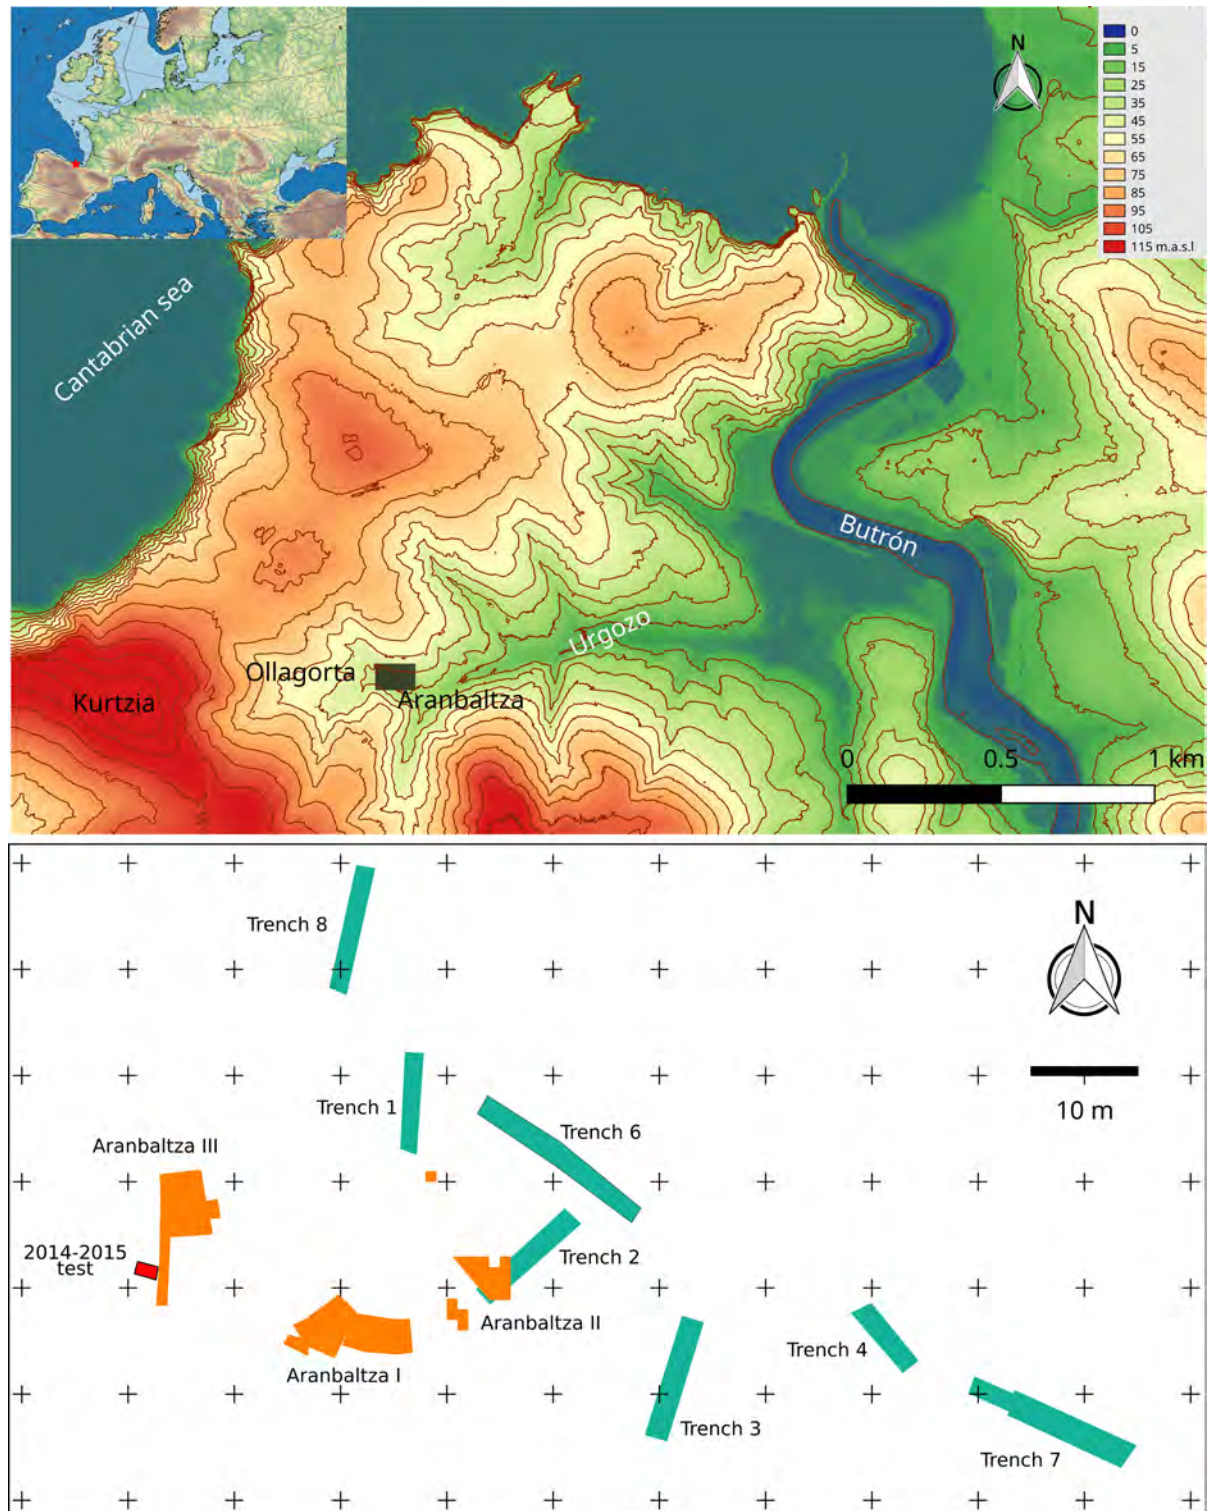 N
0
5
15
25
35
45
55
65
75
85
95
105
115 m.a.s.l
Cantabrian sea
Butrón
Urgozo
Ollagorta
Kurtzia
Aranbaltza
0
0.5
1 km
N
10 m
Trench 8
Trench 1
Trench 6
Aranbaltza III
2014-2015
test
Trench 2
Aranbaltza II
Aranbaltza I
Trench 4
Trench 3
Trench 7